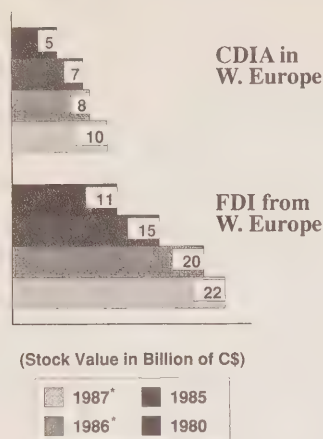 5
CDIA in
7
W. Europe
8
10
11
FDI from
15
W. Europe
20
22
(Stock Value in Billion of C$)
1987* 1985
1986* 1980